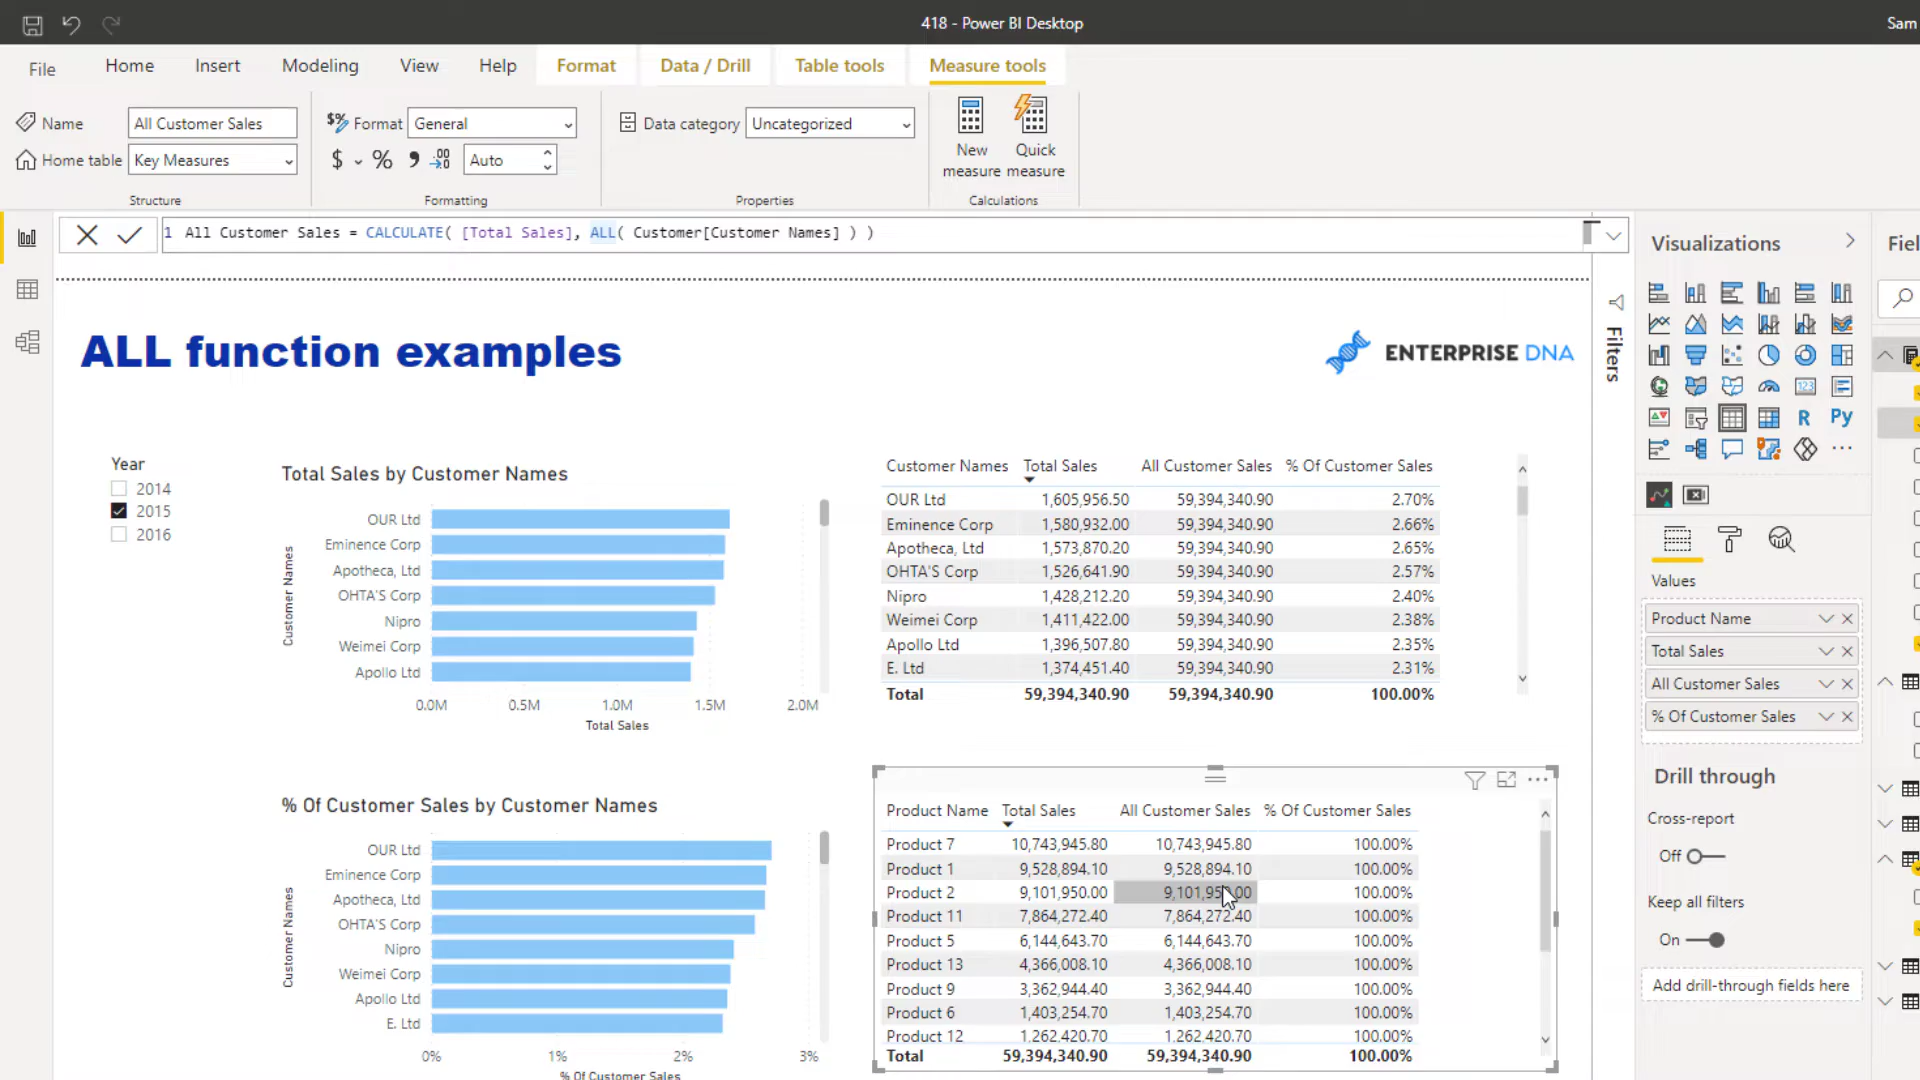 418 - Power BI Desktop
Sam
File Home Insert Modeling View Help Format Data / Drill Table tools Measure tools
Name All Customer Sales
Home table Key Measures
Structure
$% Format General
$ % , .00 Auto
Formatting
Data category Uncategorized
Properties
New measure
Quick measure
Calculations
1 All Customer Sales = CALCULATE( [Total Sales], ALL( Customer[Customer Names] ) )
ALL function examples
ENTERPRISE DNA
Year
2014
2015
2016
Total Sales by Customer Names
Customer Names
OUR Ltd
Eminence Corp
Apotheca, Ltd
OHTA'S Corp
Nipro
Weimei Corp
Apollo Ltd
0.0M 0.5M 1.0M 1.5M 2.0M
Total Sales
Customer Names Total Sales All Customer Sales % Of Customer Sales
OUR Ltd 1,605,956.50 59,394,340.90 2.70%
Eminence Corp 1,580,932.00 59,394,340.90 2.66%
Apotheca, Ltd 1,573,870.20 59,394,340.90 2.65%
OHTA'S Corp 1,526,641.90 59,394,340.90 2.57%
Nipro 1,428,212.20 59,394,340.90 2.40%
Weimei Corp 1,411,422.00 59,394,340.90 2.38%
Apollo Ltd 1,396,507.80 59,394,340.90 2.35%
E. Ltd 1,374,451.40 59,394,340.90 2.31%
Total 59,394,340.90 59,394,340.90 100.00%
% Of Customer Sales by Customer Names
Customer Names
OUR Ltd
Eminence Corp
Apotheca, Ltd
OHTA'S Corp
Nipro
Weimei Corp
Apollo Ltd
E. Ltd
0% 1% 2% 3%
% Of Customer Sales
Product Name Total Sales All Customer Sales % Of Customer Sales
Product 7 10,743,945.80 10,743,945.80 100.00%
Product 1 9,528,894.10 9,528,894.10 100.00%
Product 2 9,101,950.00 9,101,950.00 100.00%
Product 11 7,864,272.40 7,864,272.40 100.00%
Product 5 6,144,643.70 6,144,643.70 100.00%
Product 13 4,366,008.10 4,366,008.10 100.00%
Product 9 3,362,944.40 3,362,944.40 100.00%
Product 6 1,403,254.70 1,403,254.70 100.00%
Product 12 1,262,420.70 1,262,420.70 100.00%
Total 59,394,340.90 59,394,340.90 100.00%
Filters
Visualizations
123
R Py
Values
Product Name
Total Sales
All Customer Sales
% Of Customer Sales
Drill through
Cross-report
Off
Keep all filters
On
Add drill-through fields here
Fiel